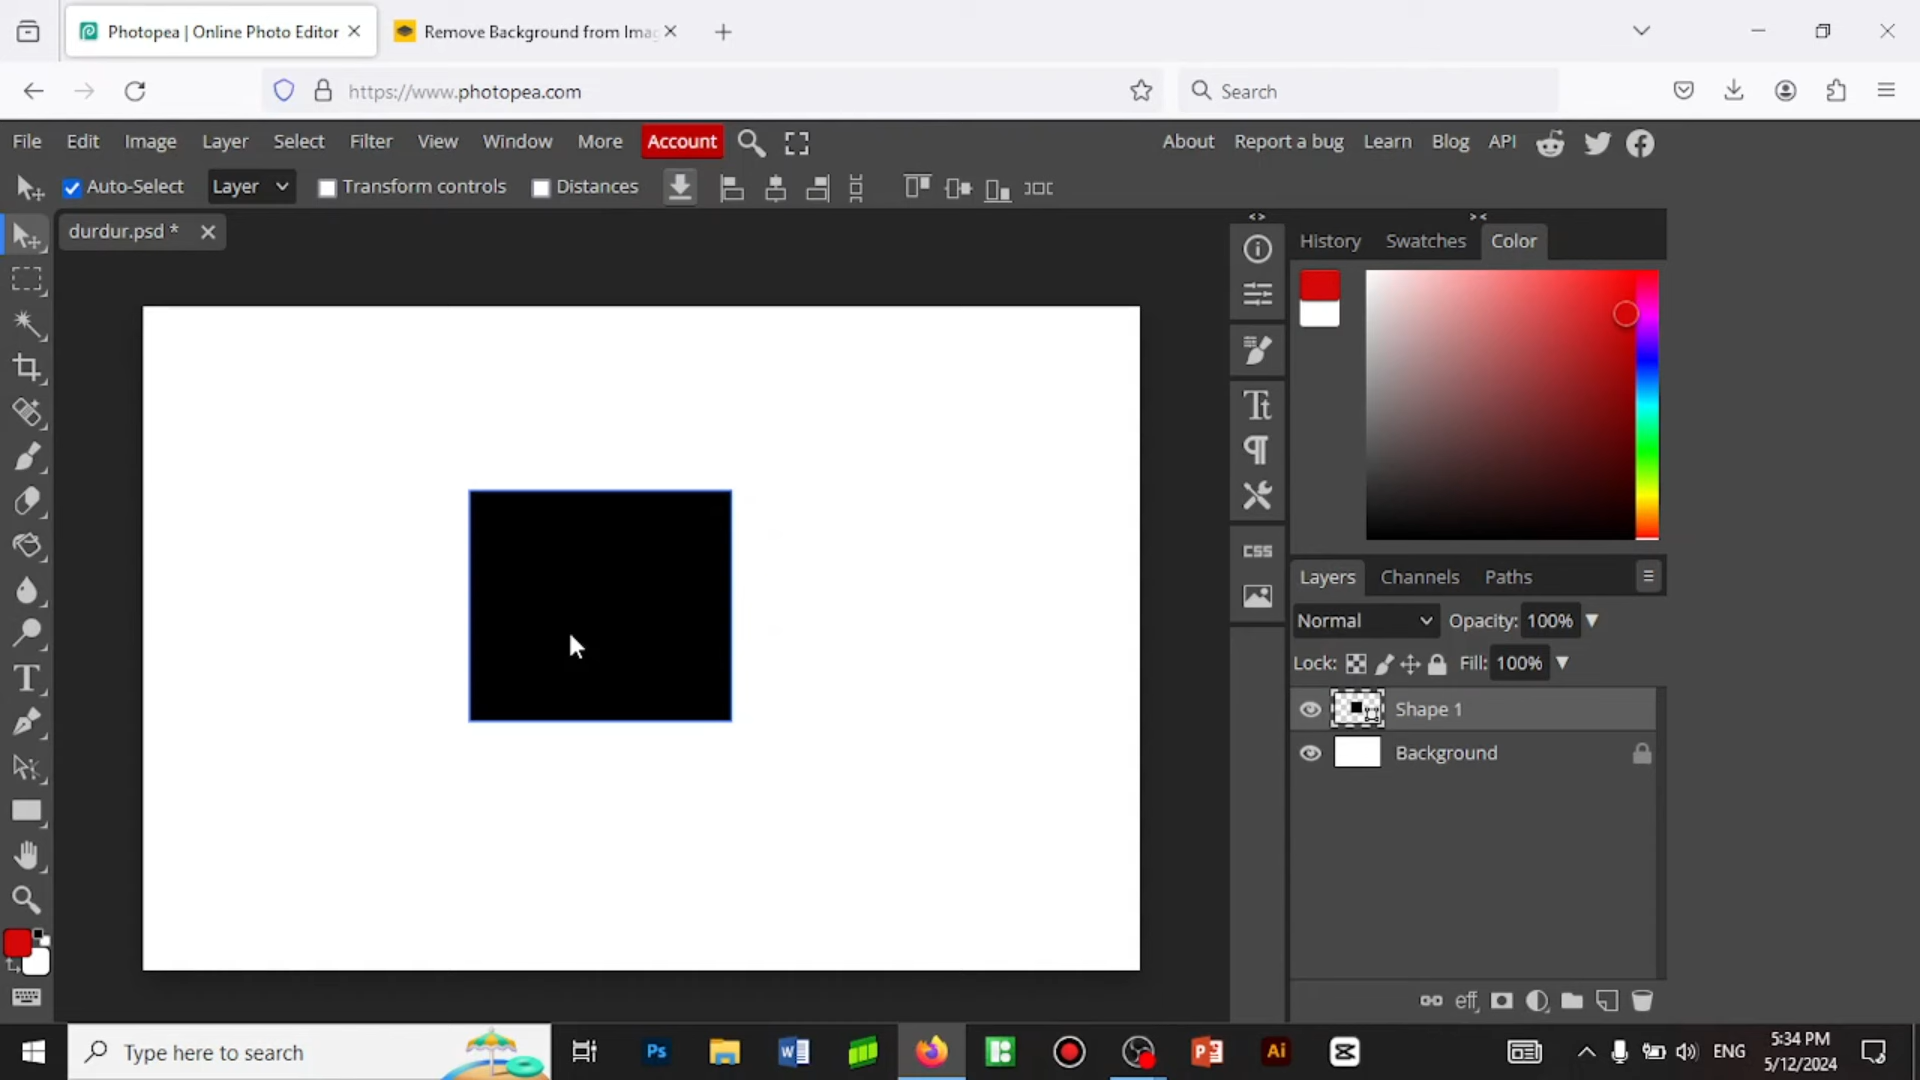 Photopea | Online Photo Editor
Remove Background from Imag
https://www.photopea.com
Search
File Edit Image Layer Select Filter View Window More Account
About Report a bug Learn Blog API
Auto-Select Layer Transform controls Distances
durdur.psd *
History Swatches Color
CSS
Layers Channels Paths
Normal Opacity: 100%
Lock: Fill: 100%
Shape 1
Background
eff
Type here to search
Ps
Ai
ENG
5:34 PM
5/12/2024